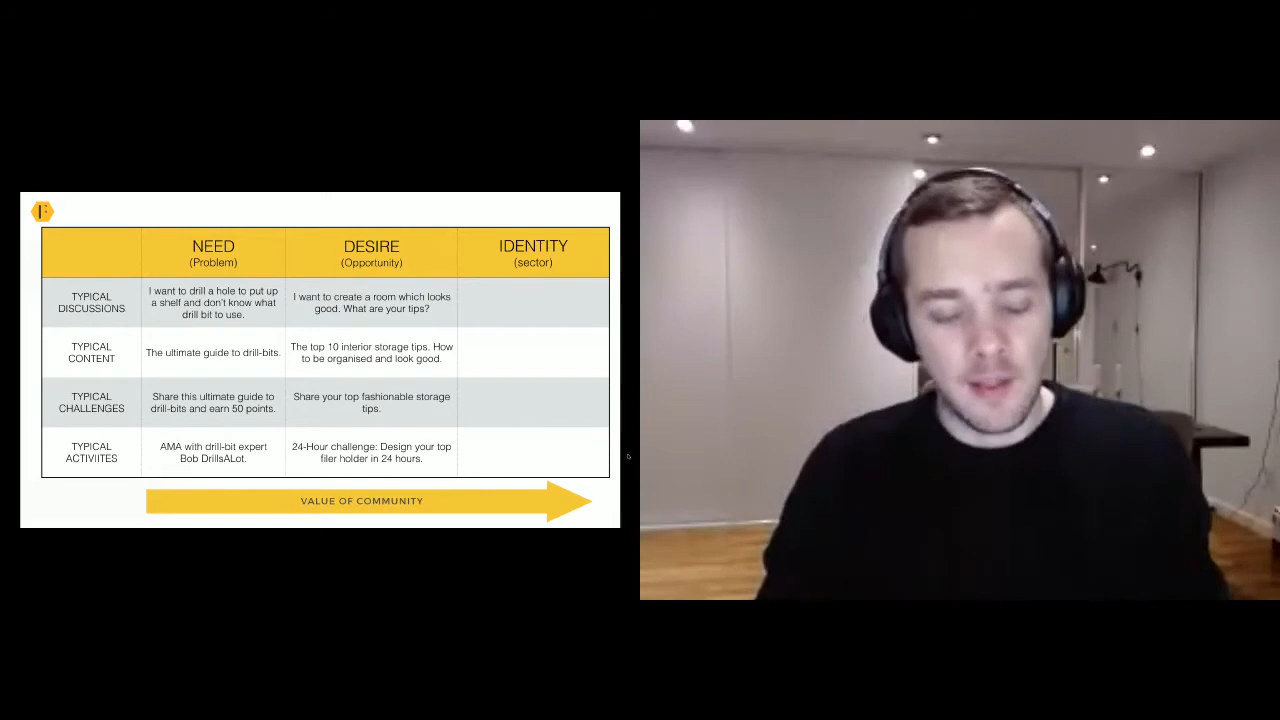 NEED
(Problem)
DESIRE
(Opportunity)
IDENTITY
(sector)
TYPICAL
DISCUSSIONS
I want to drill a hole to put up
a shelf and don't know what
drill bit to use.
I want to create a room which looks
good. What are your tips?
TYPICAL
CONTENT
The ultimate guide to drill-bits.
The top 10 interior storage tips. How
to be organised and look good.
TYPICAL
CHALLENGES
Share this ultimate guide to
drill-bits and earn 50 points.
Share your top fashionable storage
tips.
TYPICAL
ACTIVIITES
AMA with drill-bit expert
Bob DrillsALot.
24-Hour challenge: Design your top
filer holder in 24 hours.
VALUE OF COMMUNITY